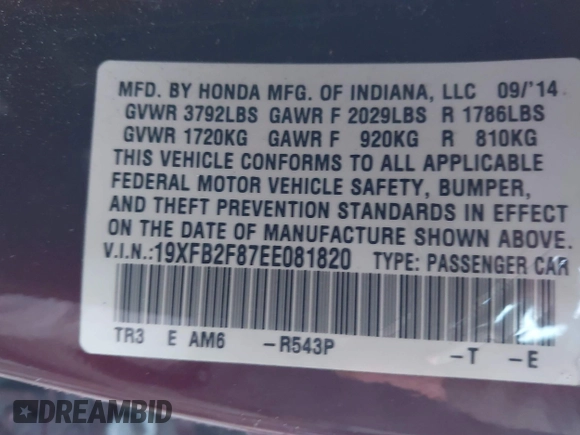 MFD. BY HONDA MFG. OF INDIANA, LLC 09/'14
GVWR 3792LBS GAWR F 2029LBS R 1786LBS
GVWR 1720KG GAWR F 920KG R 810KG
THIS VEHICLE CONFORMS TO ALL APPLICABLE
FEDERAL MOTOR VEHICLE SAFETY, BUMPER,
AND THEFT PREVENTION STANDARDS IN EFFECT
ON THE DATE OF MANUFACTURE SHOWN ABOVE.
V.I.N.:19XFB2F87EE081820 TYPE: PASSENGER CAR
TR3 E AM6 -R543P -T -E
DREAMBID